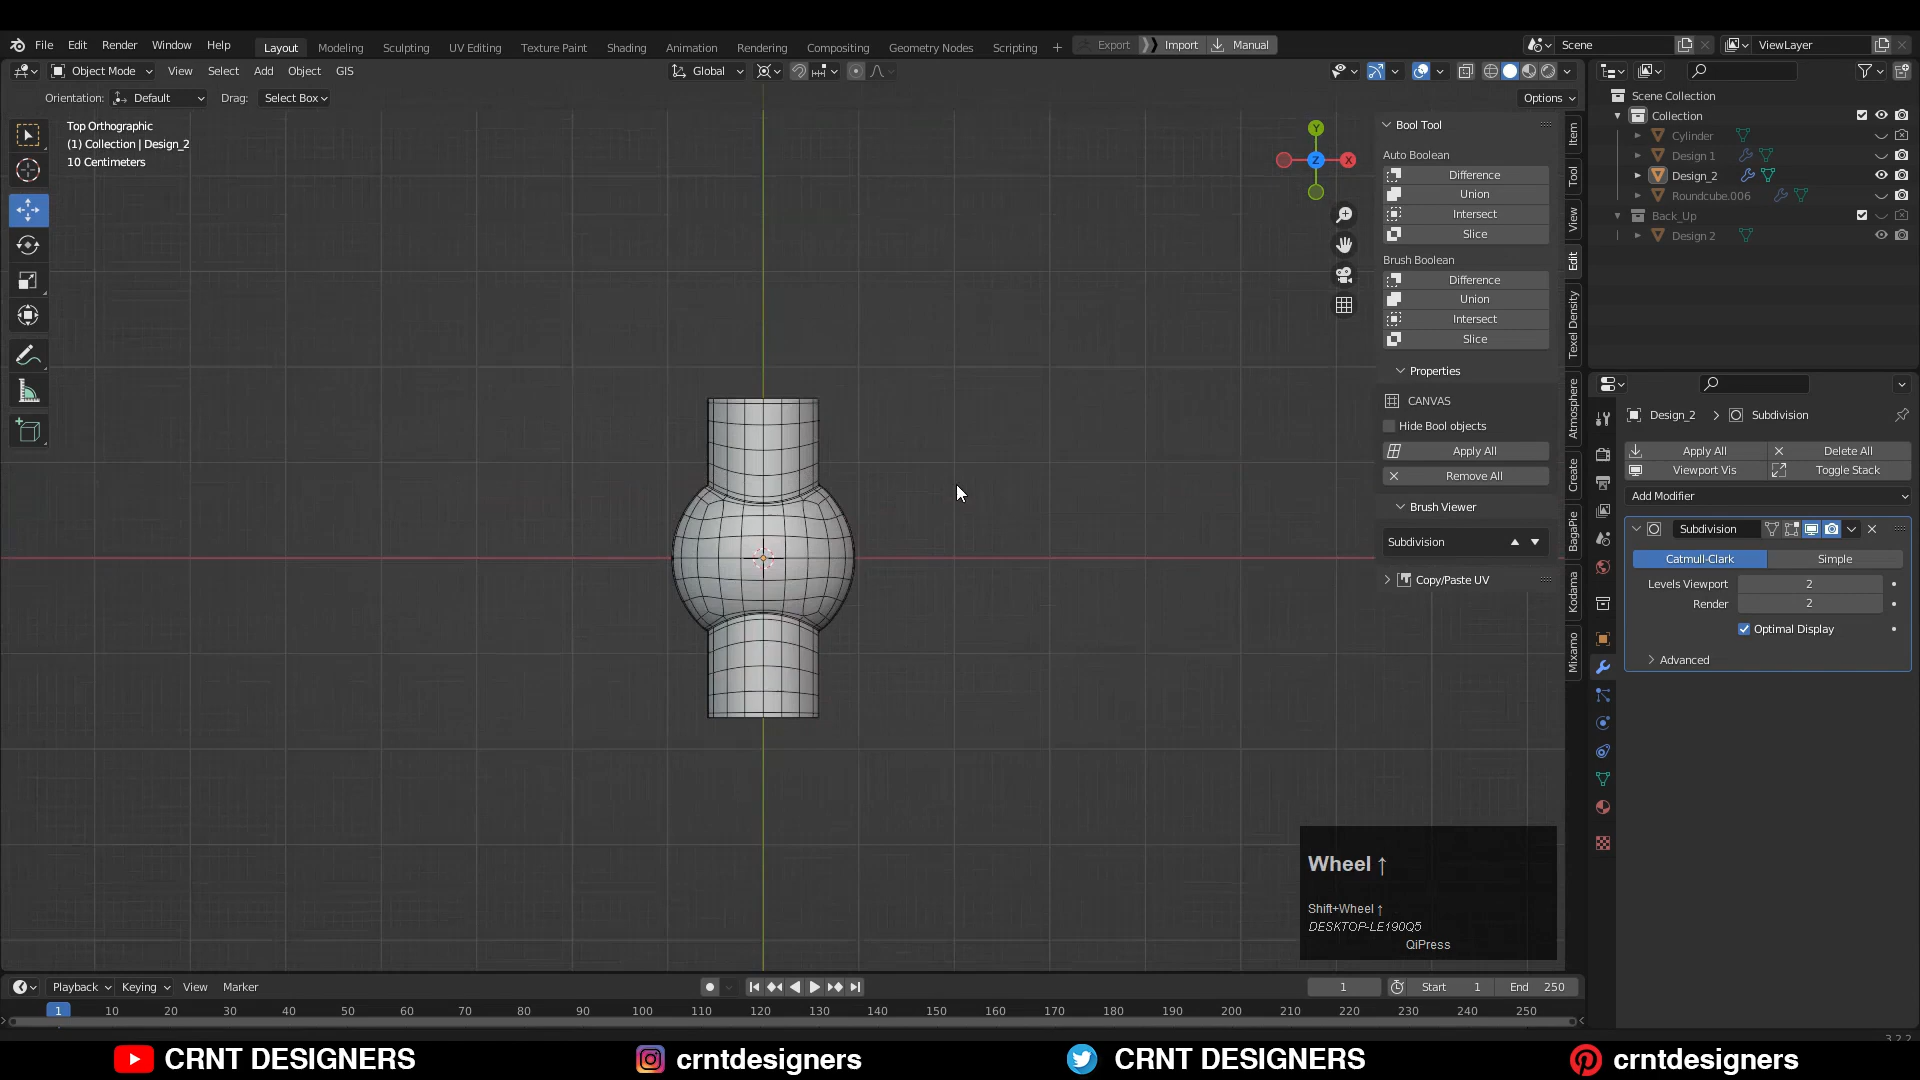 File Edit Render Window Help Layout Modeling Sculpting UV Editing Texture Paint Shading Animation Rendering Compositing Geometry Nodes Scripting + Export Import Manual Scene ViewLayer
Object Mode View Select Add Object GIS Global
Orientation: Default Drag: Select Box Options
Top Orthographic
(1) Collection | Design_2
10 Centimeters
Y
Z
X
Bool Tool
Auto Boolean
Difference
Union
Intersect
Slice
Brush Boolean
Difference
Union
Intersect
Slice
Properties
CANVAS
Hide Bool objects
Apply All
Remove All
Brush Viewer
Subdivision
Copy/Paste UV
Item
Tool
View
Edit
Texel Density
Atmosphere
Create
BagaPie
Kodama
Mixamo
Scene Collection
Collection
Cylinder
Design 1
Design_2
Roundcube.006
Back_Up
Design 2
Design_2 > Subdivision
Apply All Delete All
Viewport Vis Toggle Stack
Add Modifier
Subdivision
Catmull-Clark Simple
Levels Viewport 2
Render 2
Optimal Display
Advanced
Wheel ↑
Shift+Wheel ↑
DESKTOP-LE190Q5
QiPress
Playback Keying View Marker 1 Start 1 End 250
1 10 20 30 40 50 60 70 80 90 100 110 120 130 140 150 160 170 180 190 200 210 220 230 240 250
3.2.2
CRNT DESIGNERS crntdesigners CRNT DESIGNERS crntdesigners